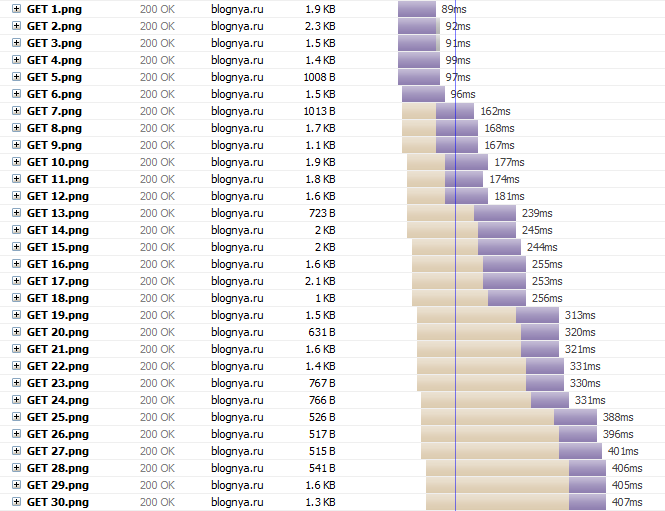 GET 1.png 200 OK blognya.ru 1.9 KB 89ms
GET 2.png 200 OK blognya.ru 2.3 KB 92ms
GET 3.png 200 OK blognya.ru 1.5 KB 91ms
GET 4.png 200 OK blognya.ru 1.4 KB 99ms
GET 5.png 200 OK blognya.ru 1008 B 97ms
GET 6.png 200 OK blognya.ru 1.5 KB 96ms
GET 7.png 200 OK blognya.ru 1013 B 162ms
GET 8.png 200 OK blognya.ru 1.7 KB 168ms
GET 9.png 200 OK blognya.ru 1.1 KB 167ms
GET 10.png 200 OK blognya.ru 1.9 KB 177ms
GET 11.png 200 OK blognya.ru 1.8 KB 174ms
GET 12.png 200 OK blognya.ru 1.6 KB 181ms
GET 13.png 200 OK blognya.ru 723 B 239ms
GET 14.png 200 OK blognya.ru 2 KB 245ms
GET 15.png 200 OK blognya.ru 2 KB 244ms
GET 16.png 200 OK blognya.ru 1.6 KB 255ms
GET 17.png 200 OK blognya.ru 2.1 KB 253ms
GET 18.png 200 OK blognya.ru 1 KB 256ms
GET 19.png 200 OK blognya.ru 1.5 KB 313ms
GET 20.png 200 OK blognya.ru 631 B 320ms
GET 21.png 200 OK blognya.ru 1.6 KB 321ms
GET 22.png 200 OK blognya.ru 1.4 KB 331ms
GET 23.png 200 OK blognya.ru 767 B 330ms
GET 24.png 200 OK blognya.ru 766 B 331ms
GET 25.png 200 OK blognya.ru 526 B 388ms
GET 26.png 200 OK blognya.ru 517 B 396ms
GET 27.png 200 OK blognya.ru 515 B 401ms
GET 28.png 200 OK blognya.ru 541 B 406ms
GET 29.png 200 OK blognya.ru 1.6 KB 405ms
GET 30.png 200 OK blognya.ru 1.3 KB 407ms